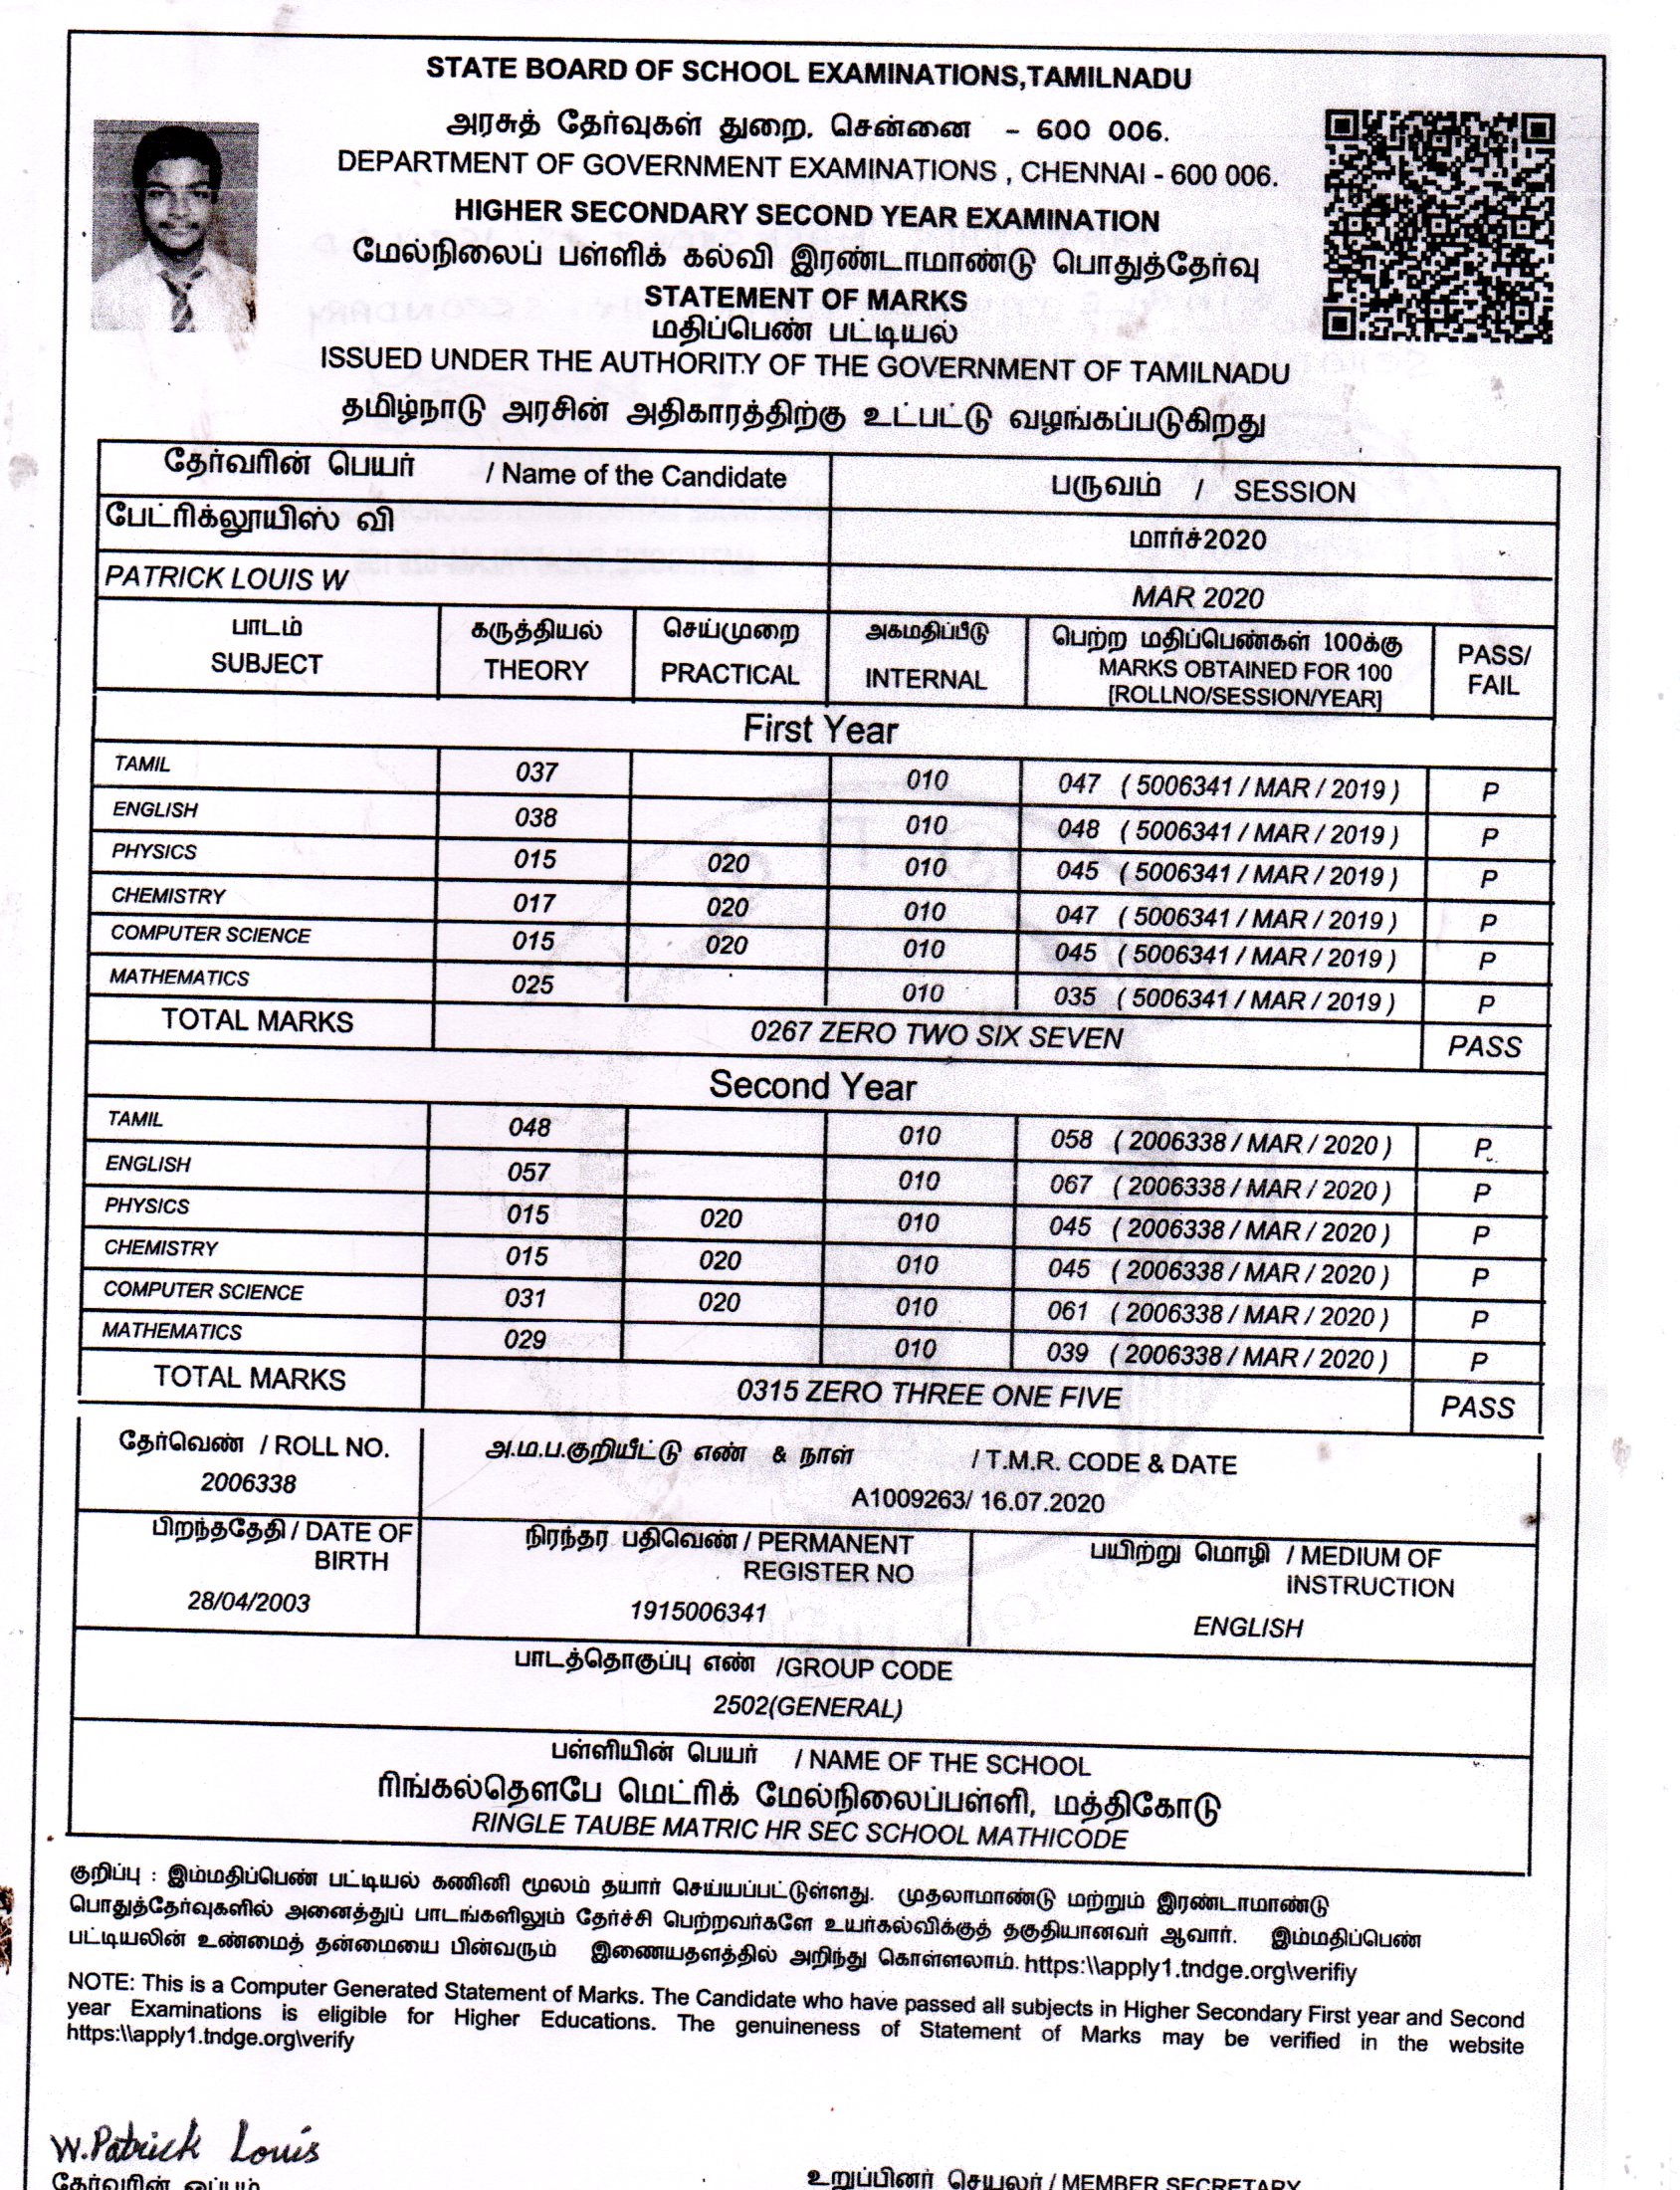 STATE BOARD OF SCHOOL EXAMINATIONS,TAMILNADU
அரசுத் தேர்வுகள் துறை. சென்னை - 600 006.
DEPARTMENT OF GOVERNMENT EXAMINATIONS , CHENNAI - 600 006.
HIGHER SECONDARY SECOND YEAR EXAMINATION
மேல்நிலைப் பள்ளிக் கல்வி இரண்டாமாண்டு பொதுத்தேர்வு
STATEMENT OF MARKS
மதிப்பெண் பட்டியல்
ISSUED UNDER THE AUTHORITY OF THE GOVERNMENT OF TAMILNADU
தமிழ்நாடு அரசின் அதிகாரத்திற்கு உட்பட்டு வழங்கப்படுகிறது
தேர்வரின் பெயர் / Name of the Candidate பருவம் / SESSION
பேட்ரிக்லூயிஸ் வி மார்ச்2020
PATRICK LOUIS W MAR 2020
பாடம் கருத்தியல் செய்முறை அகமதிப்பீடு பெற்ற மதிப்பெண்கள் 100க்கு PASS/
SUBJECT THEORY PRACTICAL INTERNAL MARKS OBTAINED FOR 100 FAIL
[ROLLNO/SESSION/YEAR]
First Year
TAMIL 037 010 047 ( 5006341 / MAR / 2019 ) P
ENGLISH 038 010 048 ( 5006341 / MAR / 2019 ) P
PHYSICS 015 020 010 045 ( 5006341 / MAR / 2019 ) P
CHEMISTRY 017 020 010 047 ( 5006341 / MAR / 2019 ) P
COMPUTER SCIENCE 015 020 010 045 ( 5006341 / MAR / 2019 ) P
MATHEMATICS 025 010 035 ( 5006341 / MAR / 2019 ) P
TOTAL MARKS 0267 ZERO TWO SIX SEVEN PASS
Second Year
TAMIL 048 010 058 ( 2006338 / MAR / 2020 ) P
ENGLISH 057 010 067 ( 2006338 / MAR / 2020 ) P
PHYSICS 015 020 010 045 ( 2006338 / MAR / 2020 ) P
CHEMISTRY 015 020 010 045 ( 2006338 / MAR / 2020 ) P
COMPUTER SCIENCE 031 020 010 061 ( 2006338 / MAR / 2020 ) P
MATHEMATICS 029 010 039 ( 2006338 / MAR / 2020 ) P
TOTAL MARKS 0315 ZERO THREE ONE FIVE PASS
தேர்வெண் / ROLL NO. அ.ம.ப.குறியீட்டு எண் & நாள் / T.M.R. CODE & DATE
2006338 A1009263/ 16.07.2020
பிறந்ததேதி / DATE OF நிரந்தர பதிவெண் / PERMANENT பயிற்று மொழி / MEDIUM OF
BIRTH REGISTER NO INSTRUCTION
28/04/2003 1915006341 ENGLISH
பாடத்தொகுப்பு எண் /GROUP CODE
2502(GENERAL)
பள்ளியின் பெயர் / NAME OF THE SCHOOL
ரிங்கல்தௌபே மெட்ரிக் மேல்நிலைப்பள்ளி, மத்திகோடு
RINGLE TAUBE MATRIC HR SEC SCHOOL MATHICODE
குறிப்பு : இம்மதிப்பெண் பட்டியல் கணினி மூலம் தயார் செய்யப்பட்டுள்ளது. முதலாமாண்டு மற்றும் இரண்டாமாண்டு
பொதுத்தேர்வுகளில் அனைத்துப் பாடங்களிலும் தேர்ச்சி பெற்றவர்களே உயர்கல்விக்குத் தகுதியானவர் ஆவார். இம்மதிப்பெண்
பட்டியலின் உண்மைத் தன்மையை பின்வரும் இணையதளத்தில் அறிந்து கொள்ளலாம். https:\\apply1.tndge.org\verifiy
NOTE: This is a Computer Generated Statement of Marks. The Candidate who have passed all subjects in Higher Secondary First year and Second
year Examinations is eligible for Higher Educations. The genuineness of Statement of Marks may be verified in the website
https:\\apply1.tndge.org\verify
W.Patrick Louis
தேர்வரின் ஒப்பம் உறுப்பினர் செயலர் / MEMBER SECRETARY